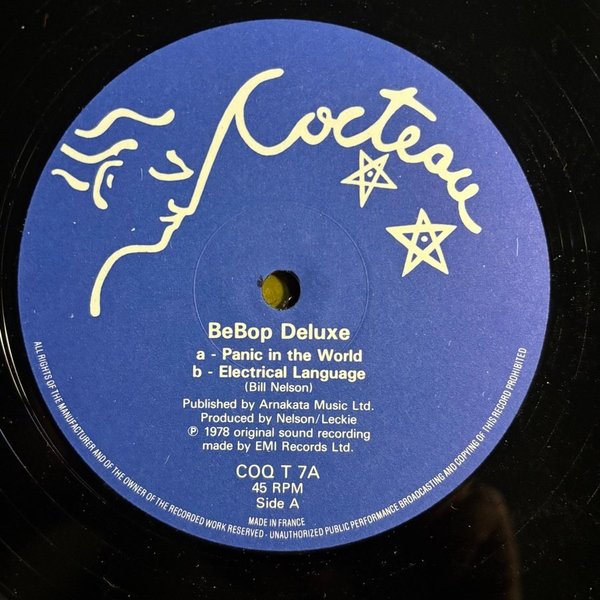 Cocteau
BeBop Deluxe
a - Panic in the World
b - Electrical Language
(Bill Nelson)
Published by Arnakata Music Ltd.
Produced by Nelson/Leckie
℗ 1978 original sound recording
made by EMI Records Ltd.
COQ T 7A
45 RPM
Side A
MADE IN FRANCE
ALL RIGHTS OF THE MANUFACTURER AND OF THE OWNER OF THE RECORDED WORK RESERVED - UNAUTHORIZED PUBLIC PERFORMANCE BROADCASTING AND COPYING OF THIS RECORD PROHIBITED